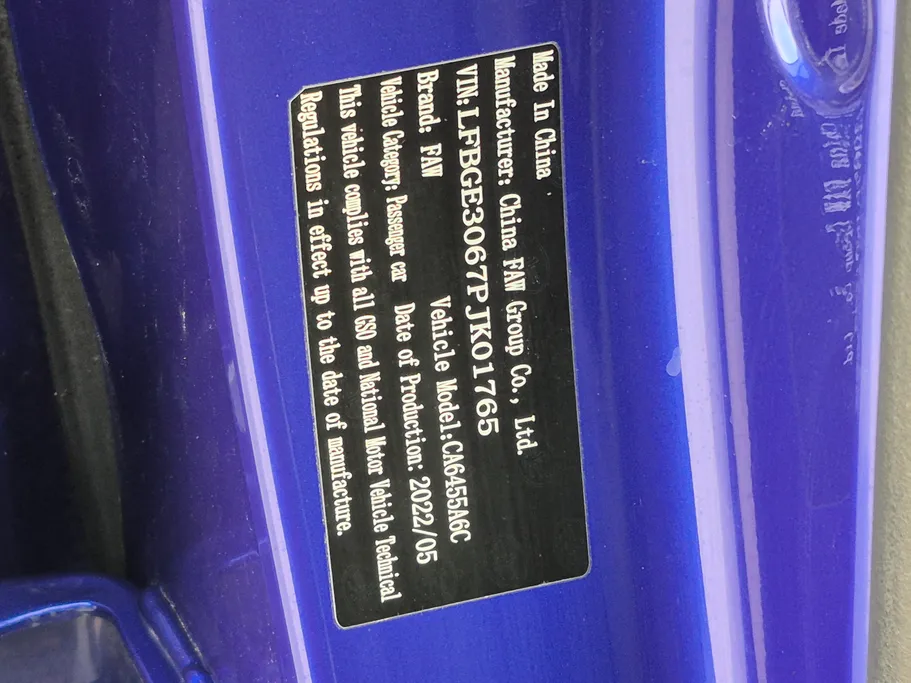 Made In China
Manufacturer: China FAW Group Co., Ltd.
VIN: LFBGE3067PJK01765
Brand: FAW Vehicle Model:CA6455A6C
Vehicle Category: Passenger car Date of Production: 2022/05
This vehicle complies with all GSO and National Motor Vehicle Technical
Regulations in effect up to the date of manufacture.